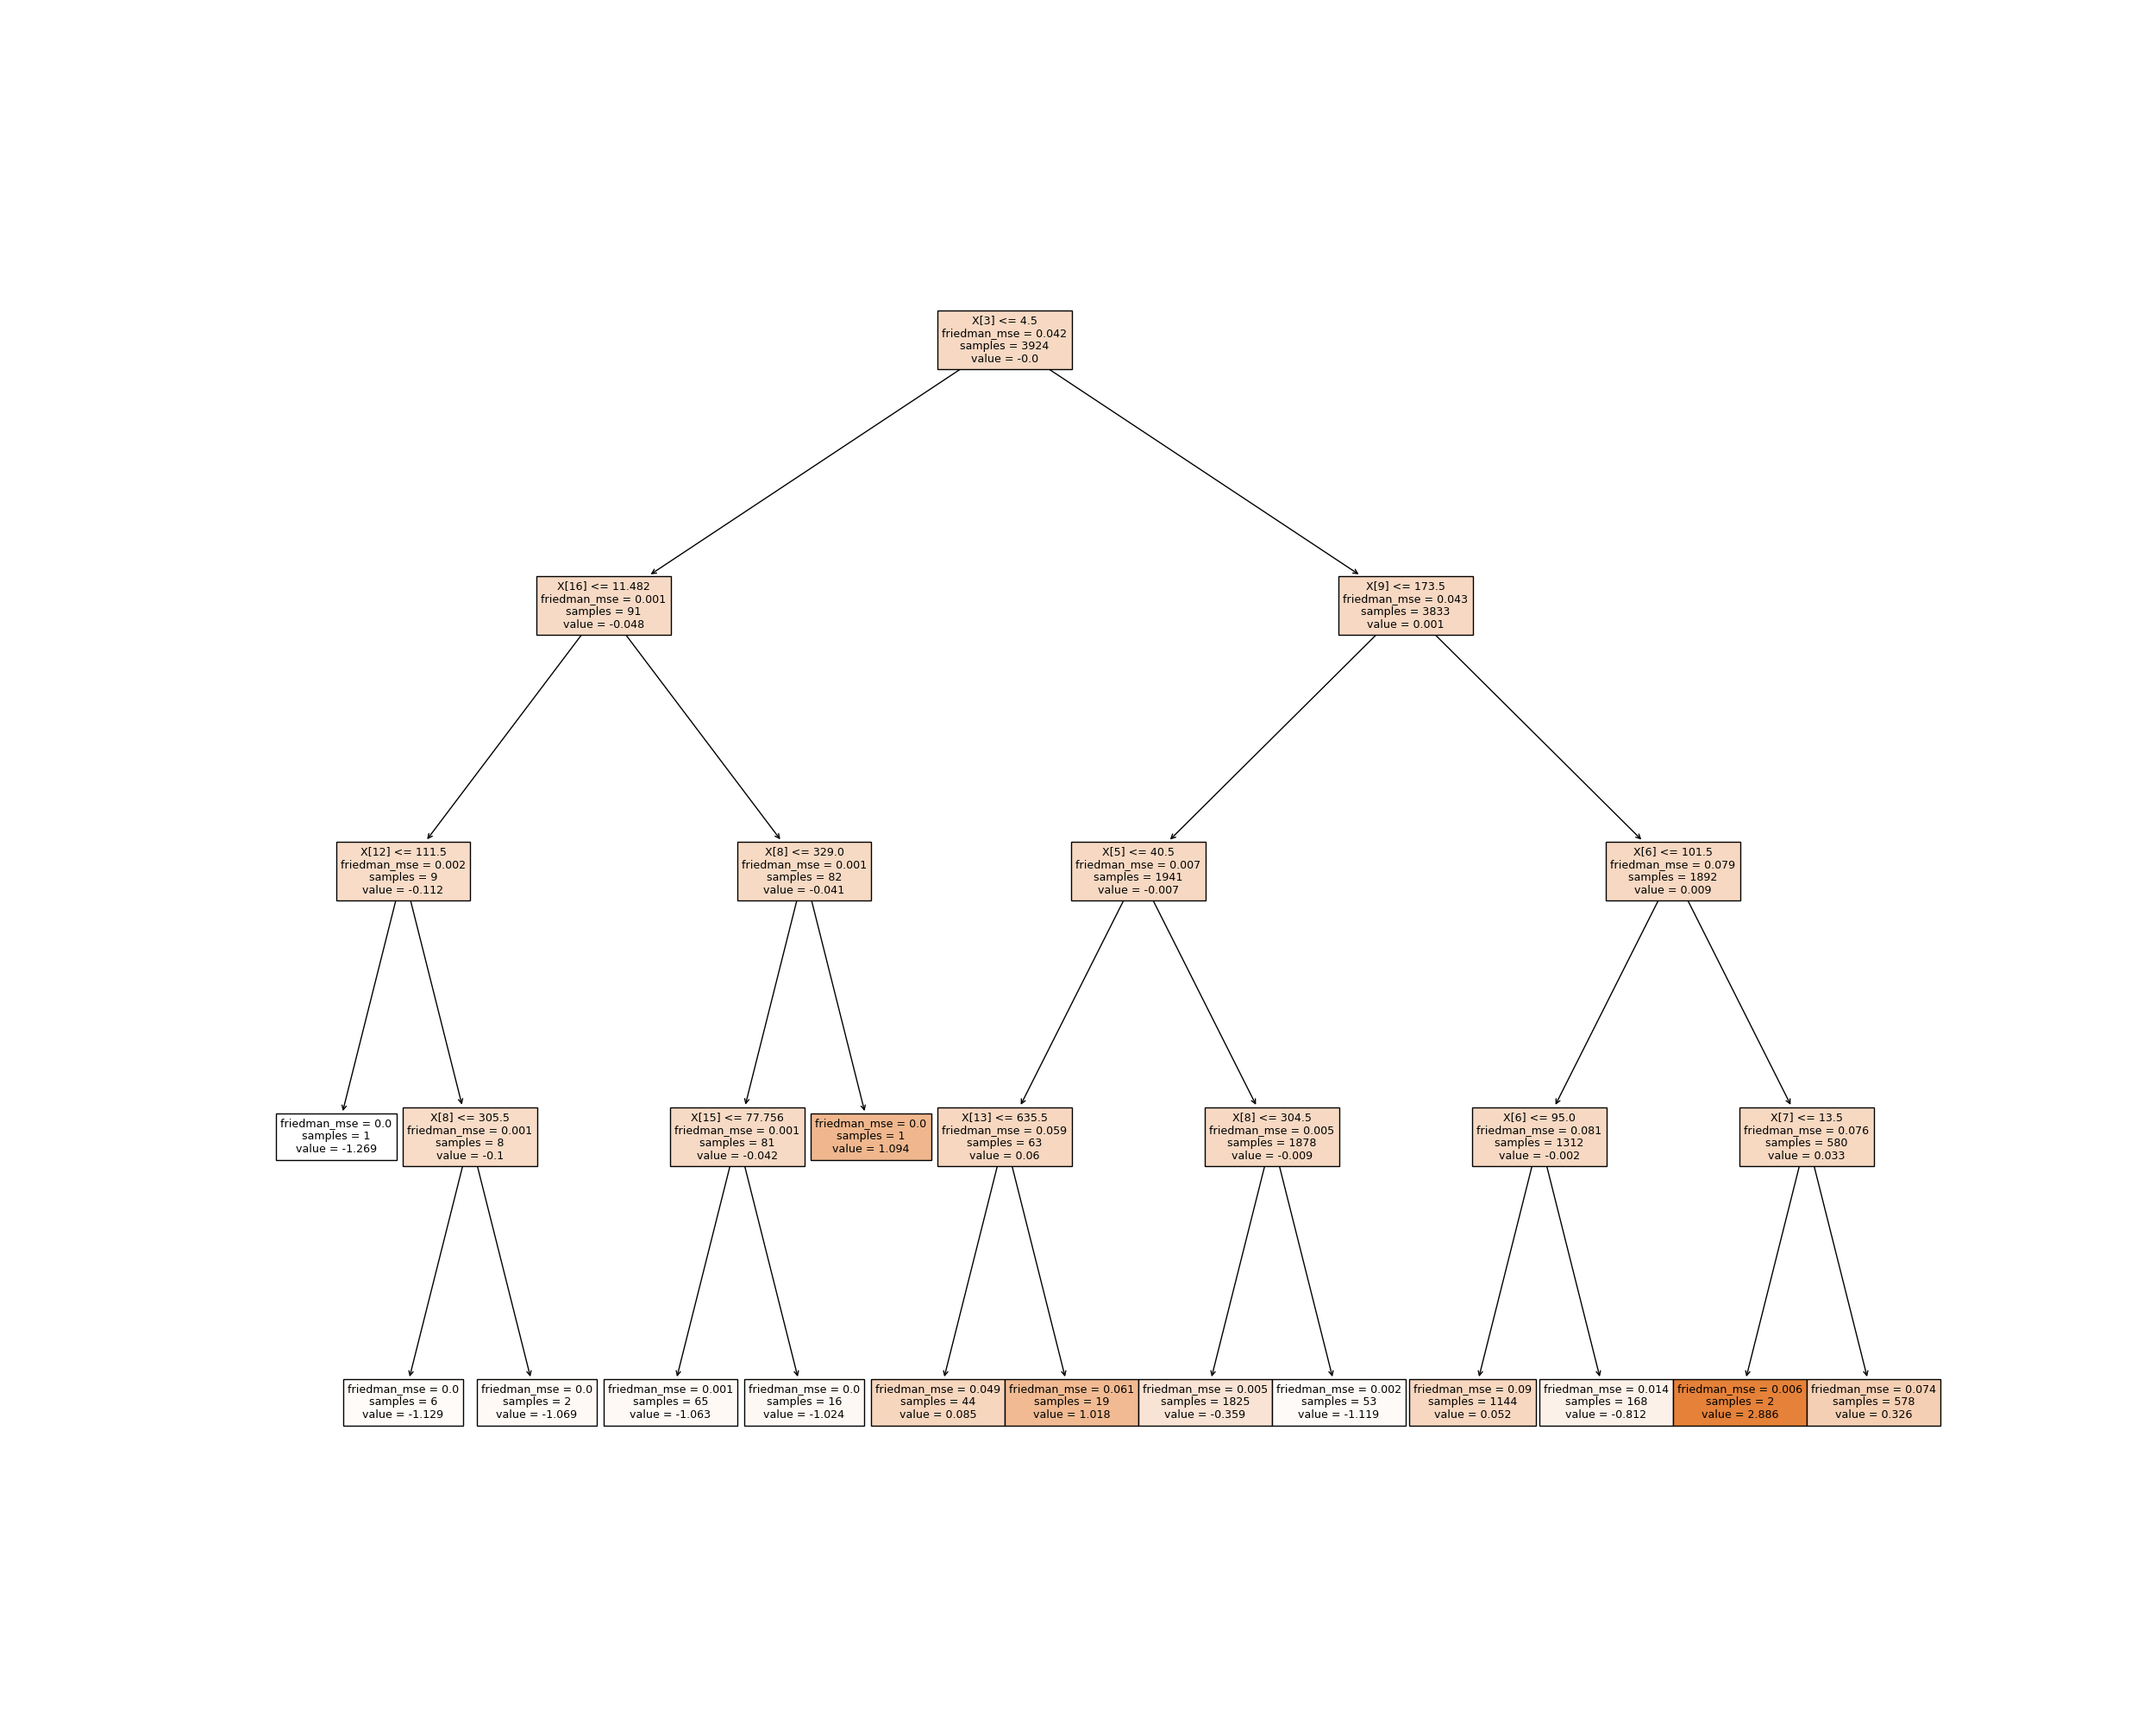 X[3] <= 4.5
friedman_mse = 0.042
samples = 3924
value = -0.0
X[16] <= 11.482
friedman_mse = 0.001
samples = 91
value = -0.048
X[9] <= 173.5
friedman_mse = 0.043
samples = 3833
value = 0.001
X[12] <= 111.5
friedman_mse = 0.002
samples = 9
value = -0.112
X[8] <= 329.0
friedman_mse = 0.001
samples = 82
value = -0.041
X[5] <= 40.5
friedman_mse = 0.007
samples = 1941
value = -0.007
X[6] <= 101.5
friedman_mse = 0.079
samples = 1892
value = 0.009
friedman_mse = 0.0
samples = 1
value = -1.269
X[8] <= 305.5
friedman_mse = 0.001
samples = 8
value = -0.1
X[15] <= 77.756
friedman_mse = 0.001
samples = 81
value = -0.042
friedman_mse = 0.0
samples = 1
value = 1.094
X[13] <= 635.5
friedman_mse = 0.059
samples = 63
value = 0.06
X[8] <= 304.5
friedman_mse = 0.005
samples = 1878
value = -0.009
X[6] <= 95.0
friedman_mse = 0.081
samples = 1312
value = -0.002
X[7] <= 13.5
friedman_mse = 0.076
samples = 580
value = 0.033
friedman_mse = 0.0
samples = 6
value = -1.129
friedman_mse = 0.0
samples = 2
value = -1.069
friedman_mse = 0.001
samples = 65
value = -1.063
friedman_mse = 0.0
samples = 16
value = -1.024
friedman_mse = 0.049
samples = 44
value = 0.085
friedman_mse = 0.061
samples = 19
value = 1.018
friedman_mse = 0.005
samples = 1825
value = -0.359
friedman_mse = 0.002
samples = 53
value = -1.119
friedman_mse = 0.09
samples = 1144
value = 0.052
friedman_mse = 0.014
samples = 168
value = -0.812
friedman_mse = 0.006
samples = 2
value = 2.886
friedman_mse = 0.074
samples = 578
value = 0.326